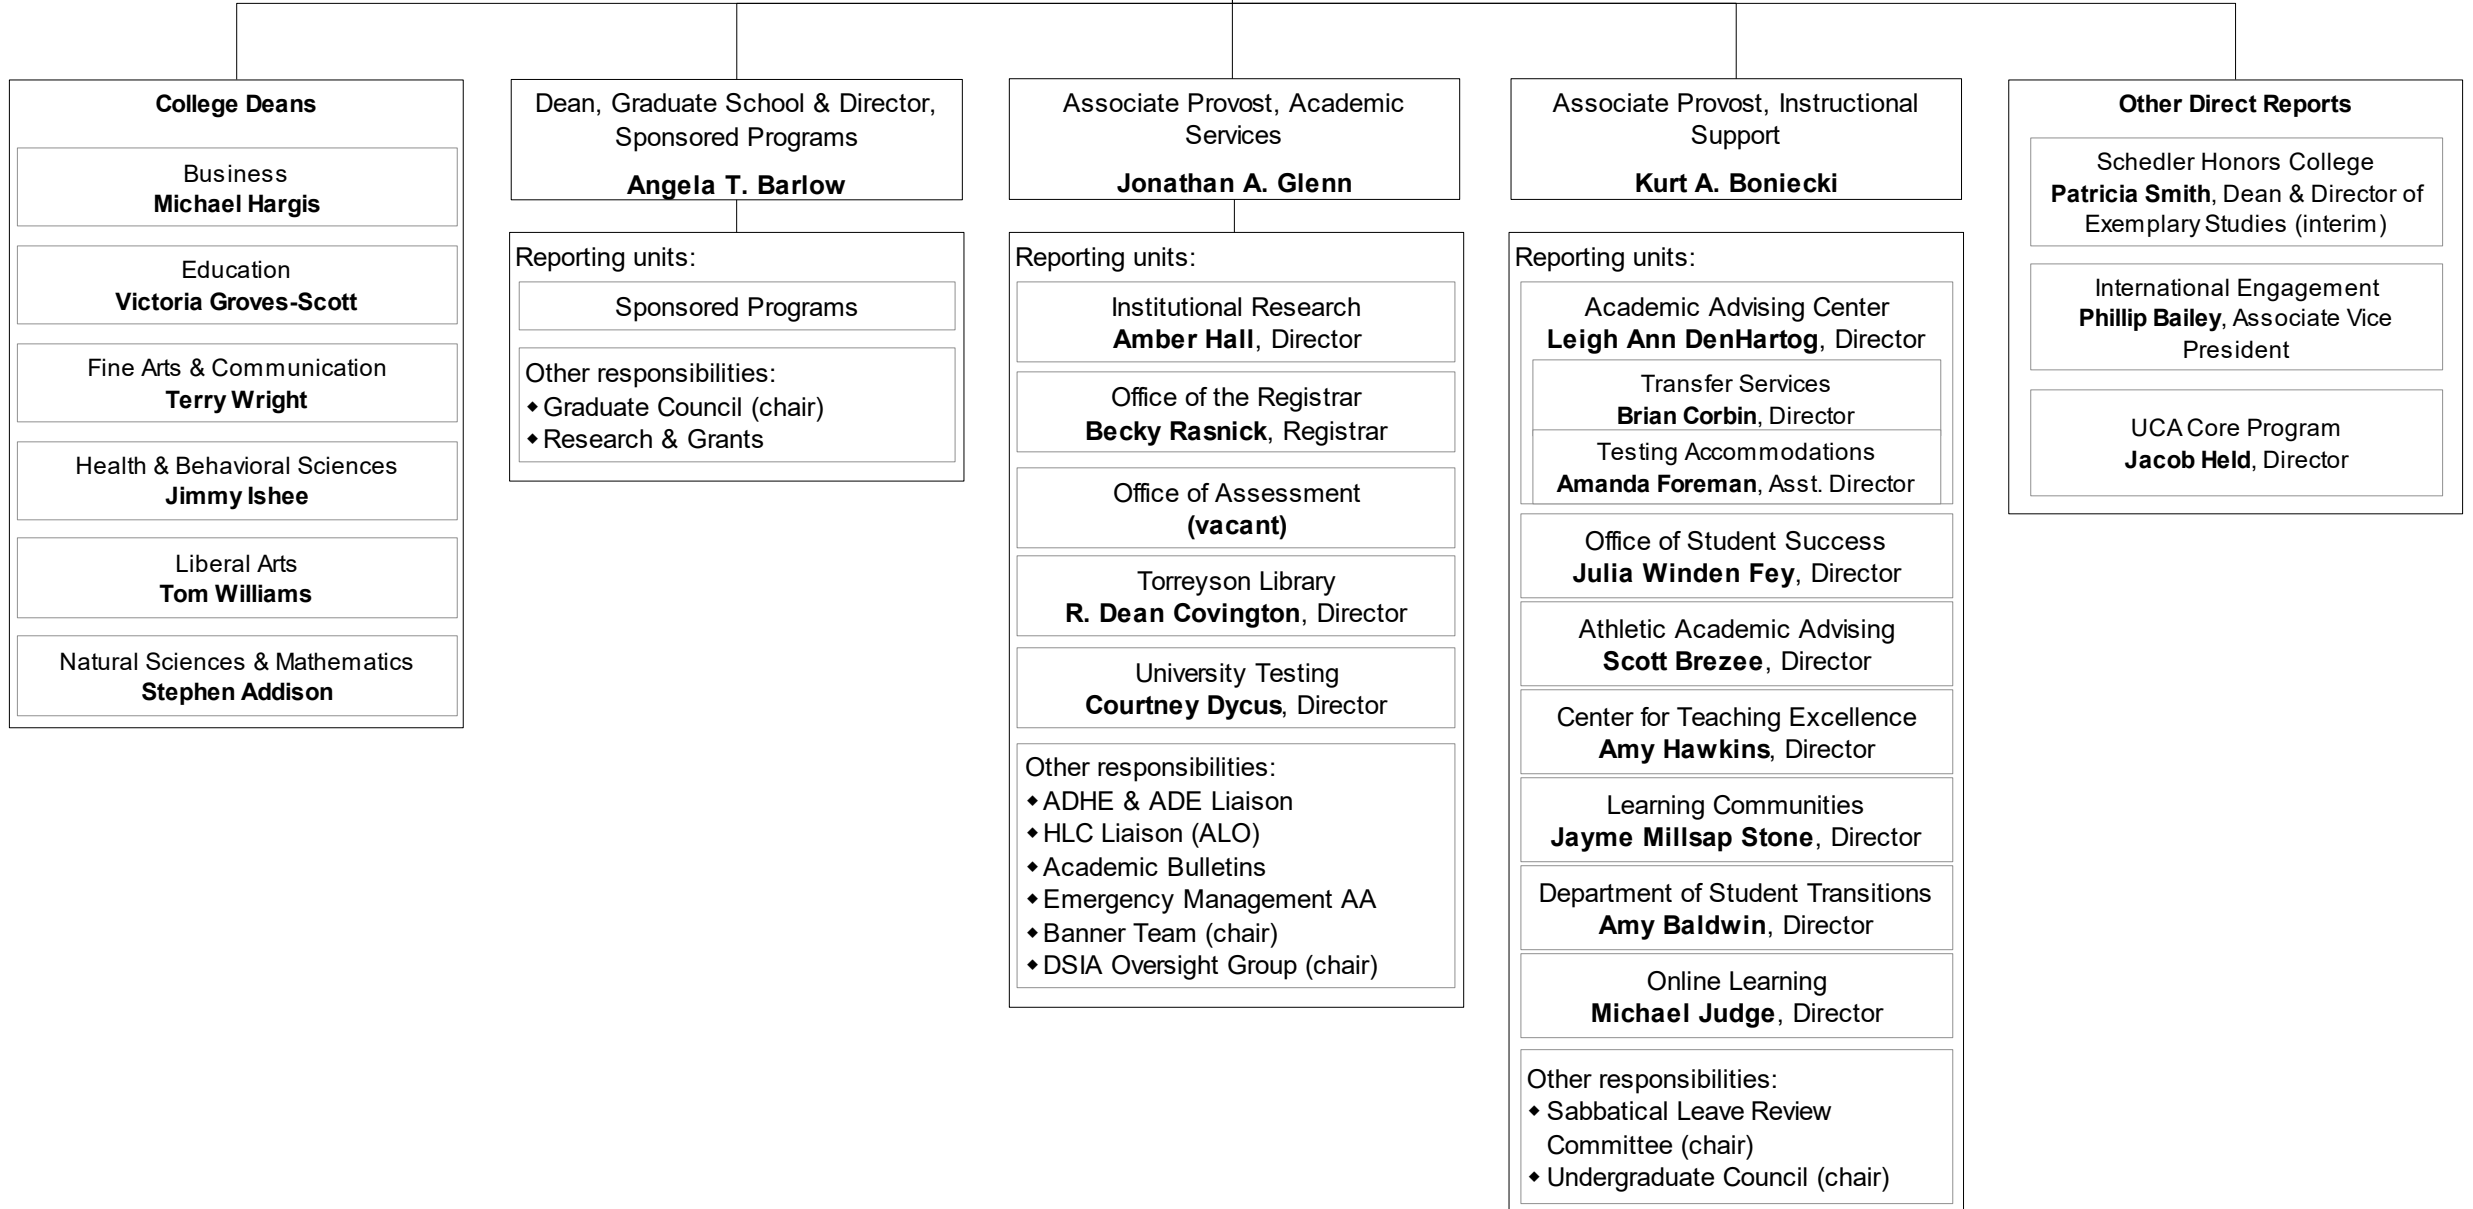 College Deans
Business
Michael Hargis
Education
Victoria Groves-Scott
Fine Arts & Communication
Terry Wright
Health & Behavioral Sciences
Jimmy Ishee
Liberal Arts
Tom Williams
Natural Sciences & Mathematics
Stephen Addison
Dean, Graduate School & Director,
Sponsored Programs
Angela T. Barlow
Reporting units:
Sponsored Programs
Other responsibilities:
◆ Graduate Council (chair)
◆ Research & Grants
Associate Provost, Academic
Services
Jonathan A. Glenn
Reporting units:
Institutional Research
Amber Hall, Director
Office of the Registrar
Becky Rasnick, Registrar
Office of Assessment
(vacant)
Torreyson Library
R. Dean Covington, Director
University Testing
Courtney Dycus, Director
Other responsibilities:
◆ ADHE & ADE Liaison
◆ HLC Liaison (ALO)
◆ Academic Bulletins
◆ Emergency Management AA
◆ Banner Team (chair)
◆ DSIA Oversight Group (chair)
Associate Provost, Instructional
Support
Kurt A. Boniecki
Reporting units:
Academic Advising Center
Leigh Ann DenHartog, Director
Transfer Services
Brian Corbin, Director
Testing Accommodations
Amanda Foreman, Asst. Director
Office of Student Success
Julia Winden Fey, Director
Athletic Academic Advising
Scott Brezee, Director
Center for Teaching Excellence
Amy Hawkins, Director
Learning Communities
Jayme Millsap Stone, Director
Department of Student Transitions
Amy Baldwin, Director
Online Learning
Michael Judge, Director
Other responsibilities:
◆ Sabbatical Leave Review
Committee (chair)
◆ Undergraduate Council (chair)
Other Direct Reports
Schedler Honors College
Patricia Smith, Dean & Director of
Exemplary Studies (interim)
International Engagement
Phillip Bailey, Associate Vice
President
UCA Core Program
Jacob Held, Director